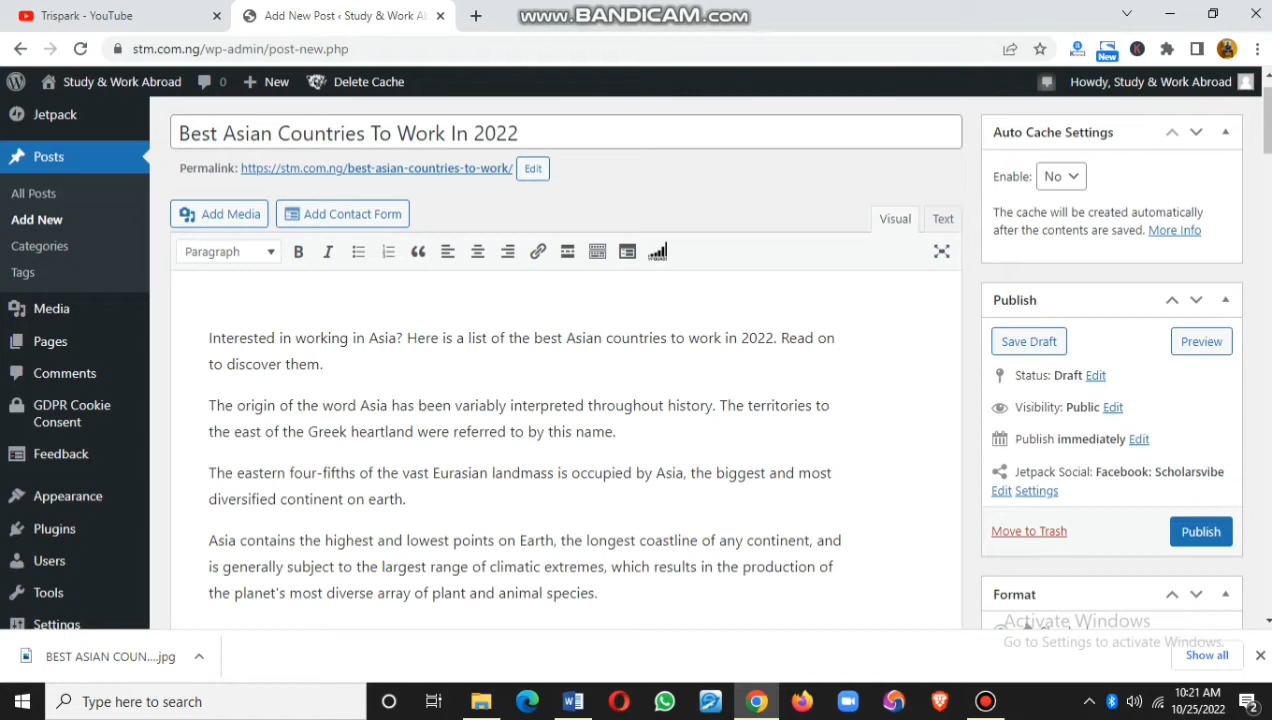 Trispark - YouTube
Add New Post ‹ Study & Work Ab
www.BANDICAM.com
stm.com.ng/wp-admin/post-new.php
New
Study & Work Abroad
0
New
Delete Cache
Howdy, Study & Work Abroad
Jetpack
Posts
All Posts
Add New
Categories
Tags
Media
Pages
Comments
GDPR Cookie
Consent
Feedback
Appearance
Plugins
Users
Tools
Settings
Best Asian Countries To Work In 2022
Permalink: https://stm.com.ng/best-asian-countries-to-work/ Edit
Add Media
Add Contact Form
Visual
Text
Paragraph
B I
Interested in working in Asia? Here is a list of the best Asian countries to work in 2022. Read on
to discover them.
The origin of the word Asia has been variably interpreted throughout history. The territories to
the east of the Greek heartland were referred to by this name.
The eastern four-fifths of the vast Eurasian landmass is occupied by Asia, the biggest and most
diversified continent on earth.
Asia contains the highest and lowest points on Earth, the longest coastline of any continent, and
is generally subject to the largest range of climatic extremes, which results in the production of
the planet's most diverse array of plant and animal species.
Auto Cache Settings
Enable: No
The cache will be created automatically
after the contents are saved. More Info
Publish
Save Draft
Preview
Status: Draft Edit
Visibility: Public Edit
Publish immediately Edit
Jetpack Social: Facebook: Scholarsvibe
Edit Settings
Move to Trash
Publish
Format
Activate Windows
Go to Settings to activate Windows.
BEST ASIAN COUN....jpg
Show all
Type here to search
10:21 AM
10/25/2022
2